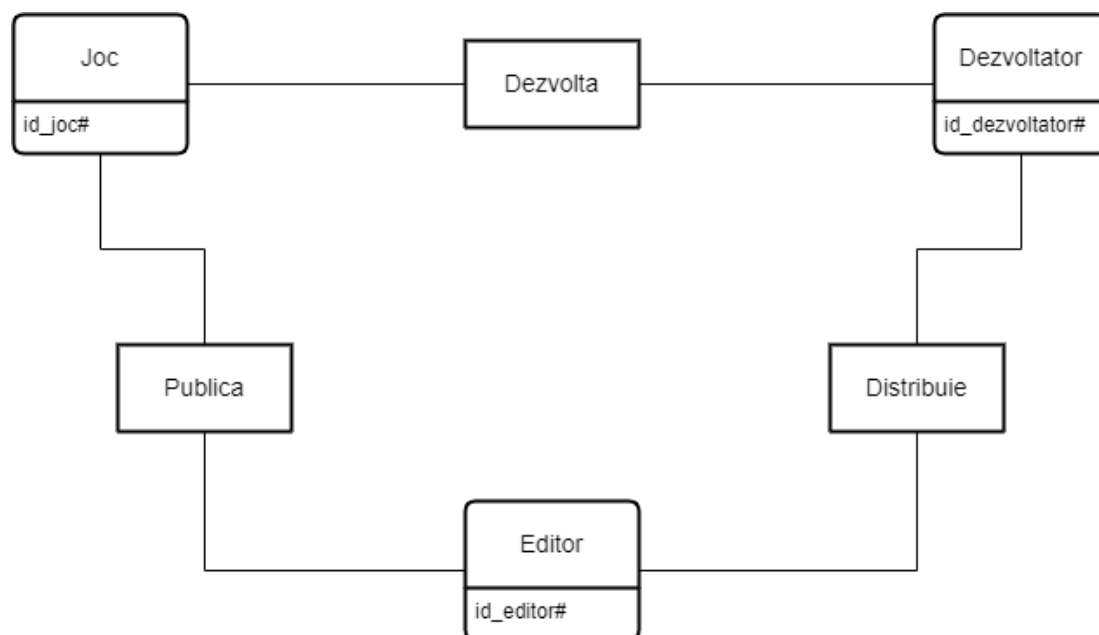 Joc
id_joc#
Dezvolta
Dezvoltator
id_dezvoltator#
Publica
Distribuie
Editor
id_editor#